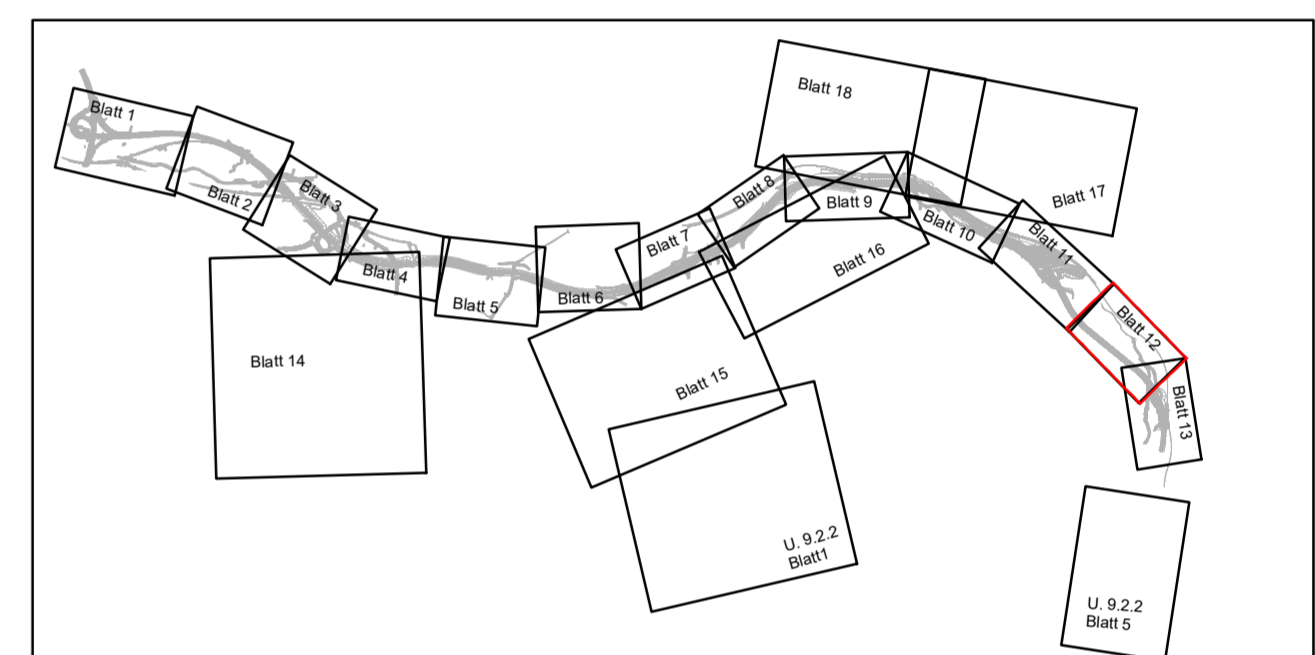 Blatt 1
Blatt 2
Blatt 3
Blatt 4
Blatt 5
Blatt 6
Blatt 7
Blatt 8
Blatt 9
Blatt 10
Blatt 11
Blatt 12
Blatt 13
Blatt 14
Blatt 15
Blatt 16
Blatt 17
Blatt 18
U. 9.2.2
Blatt1
U. 9.2.2
Blatt 5